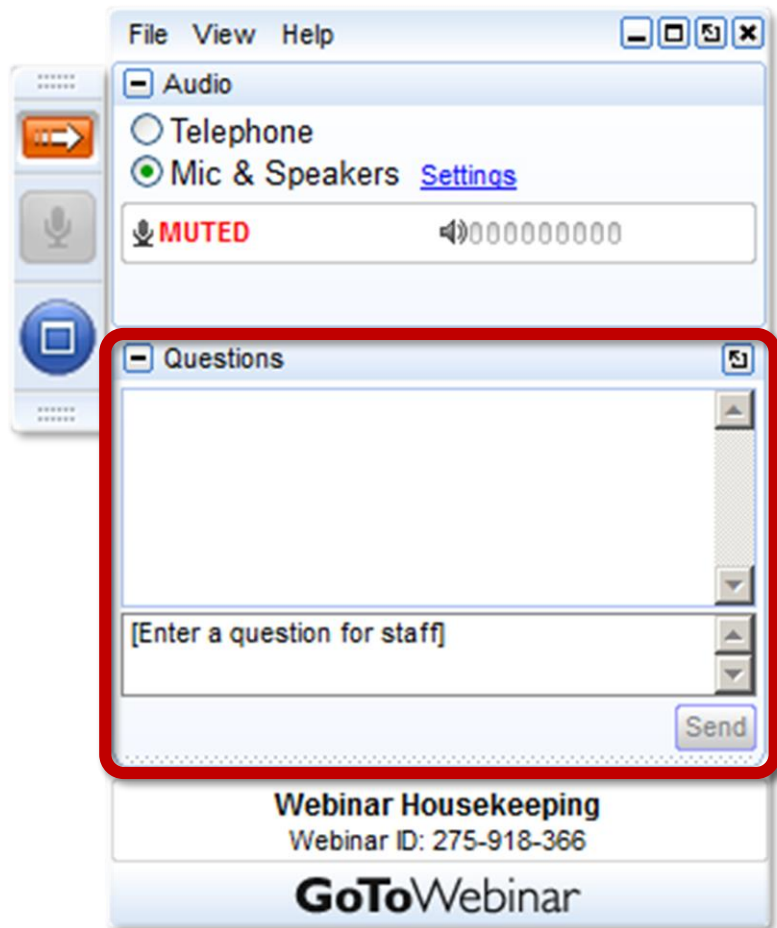 File View Help
Audio
Telephone
Mic & Speakers Settings
MUTED
Questions
[Enter a question for staff]
Send
Webinar Housekeeping
Webinar ID: 275-918-366
GoToWebinar